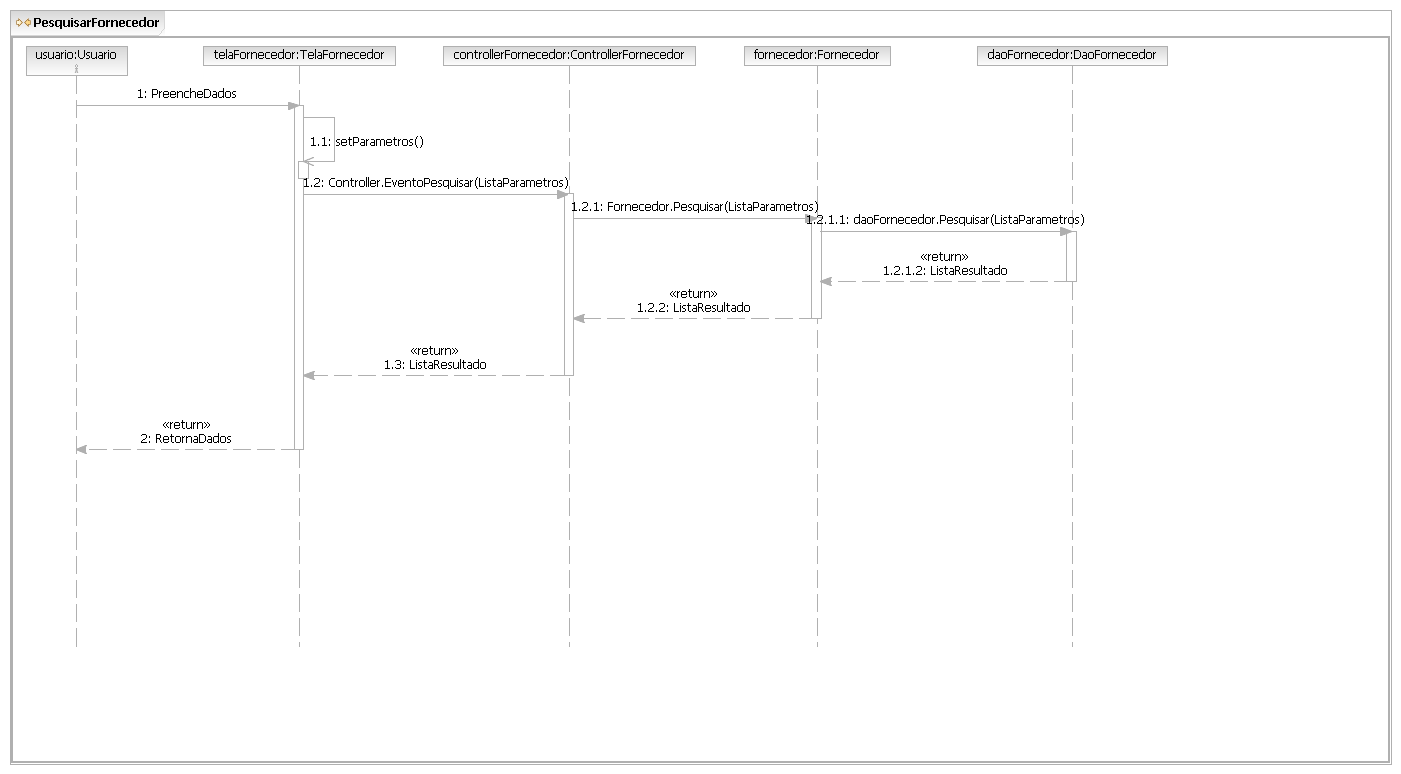 PesquisarFornecedor
usuario:Usuario
telaFornecedor:TelaFornecedor
controllerFornecedor:ControllerFornecedor
fornecedor:Fornecedor
daoFornecedor:DaoFornecedor
1: PreencheDados
1.1: setParametros()
1.2: Controller.EventoPesquisar(ListaParametros)
1.2.1: Fornecedor.Pesquisar(ListaParametros)
1.2.1.1: daoFornecedor.Pesquisar(ListaParametros)
«return»
1.2.1.2: ListaResultado
«return»
1.2.2: ListaResultado
«return»
1.3: ListaResultado
«return»
2: RetornaDados